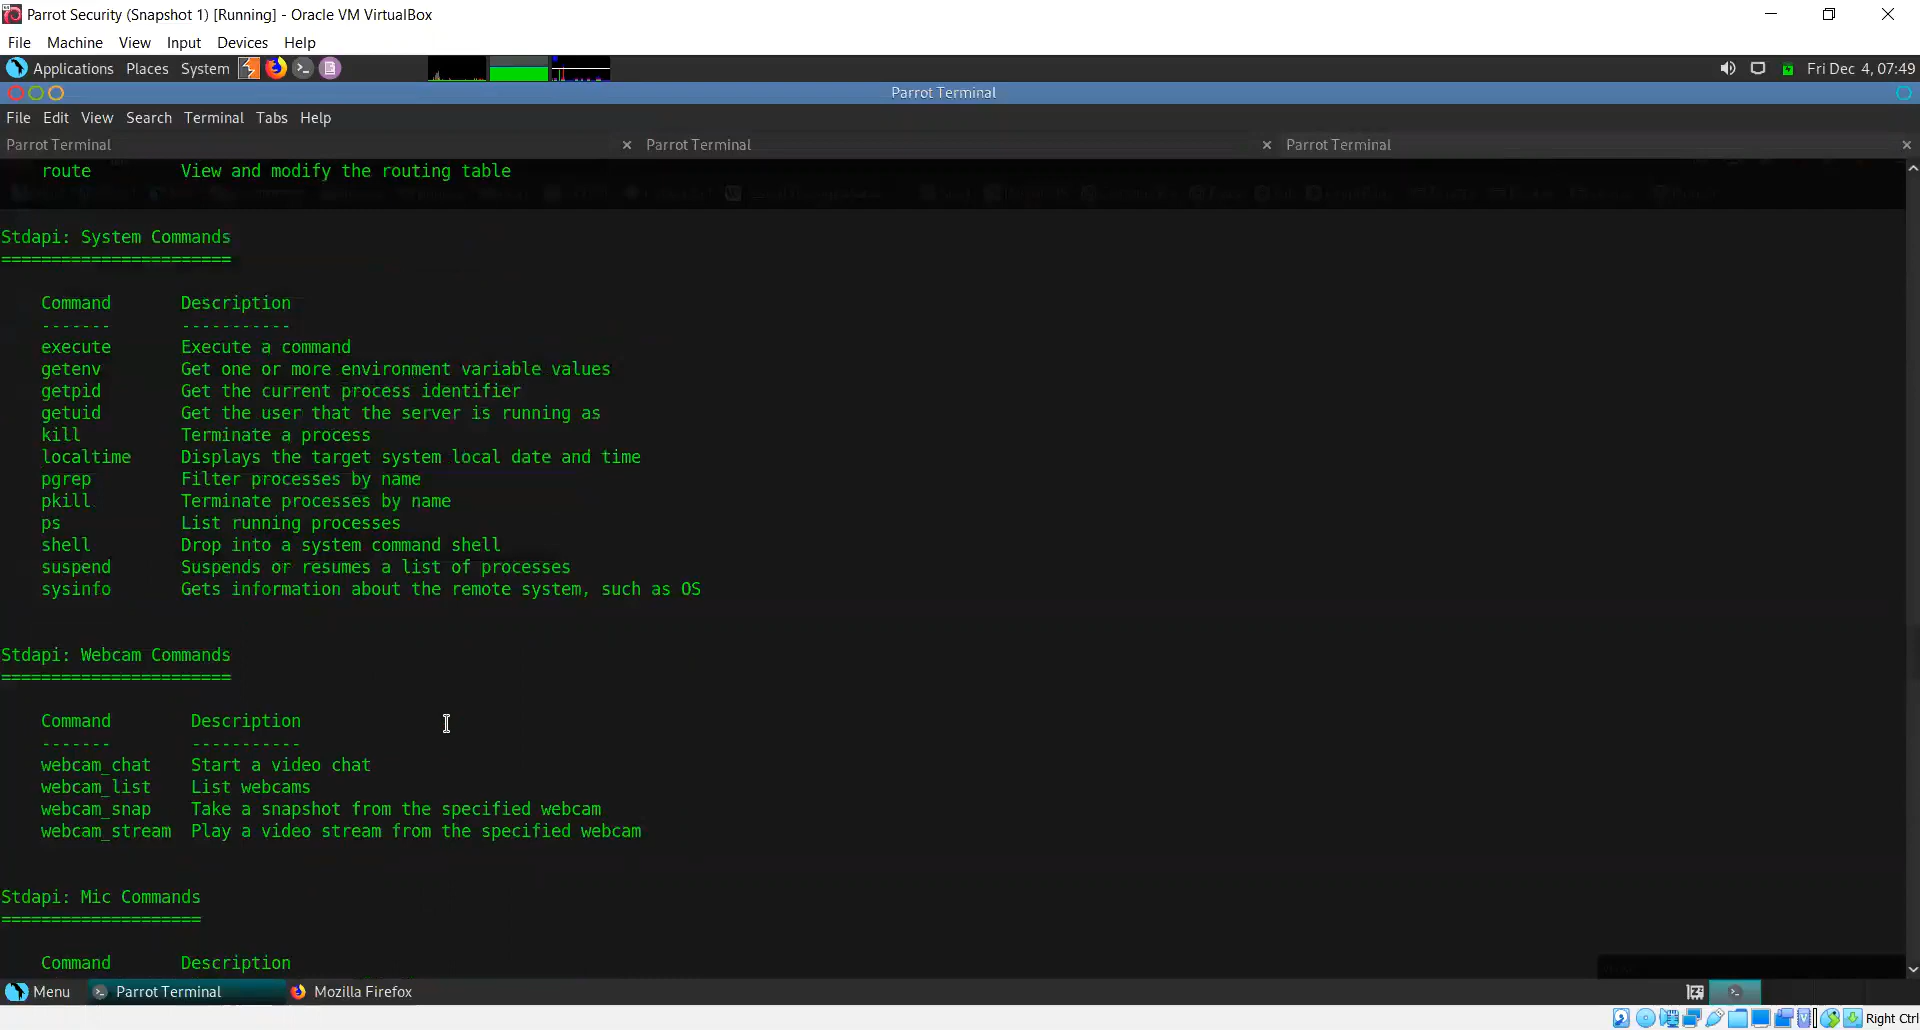 Parrot Security (Snapshot 1) [Running] - Oracle VM VirtualBox
File Machine View Input Devices Help
Applications Places System Fri Dec 4, 07:49
Parrot Terminal
File Edit View Search Terminal Tabs Help
Parrot Terminal × Parrot Terminal × Parrot Terminal ×
route View and modify the routing table
Stdapi: System Commands
=======================
Command Description
------- -----------
execute Execute a command
getenv Get one or more environment variable values
getpid Get the current process identifier
getuid Get the user that the server is running as
kill Terminate a process
localtime Displays the target system local date and time
pgrep Filter processes by name
pkill Terminate processes by name
ps List running processes
shell Drop into a system command shell
suspend Suspends or resumes a list of processes
sysinfo Gets information about the remote system, such as OS
Stdapi: Webcam Commands
=======================
Command Description
------- -----------
webcam_chat Start a video chat
webcam_list List webcams
webcam_snap Take a snapshot from the specified webcam
webcam_stream Play a video stream from the specified webcam
Stdapi: Mic Commands
====================
Command Description
Menu Parrot Terminal Mozilla Firefox
Right Ctrl